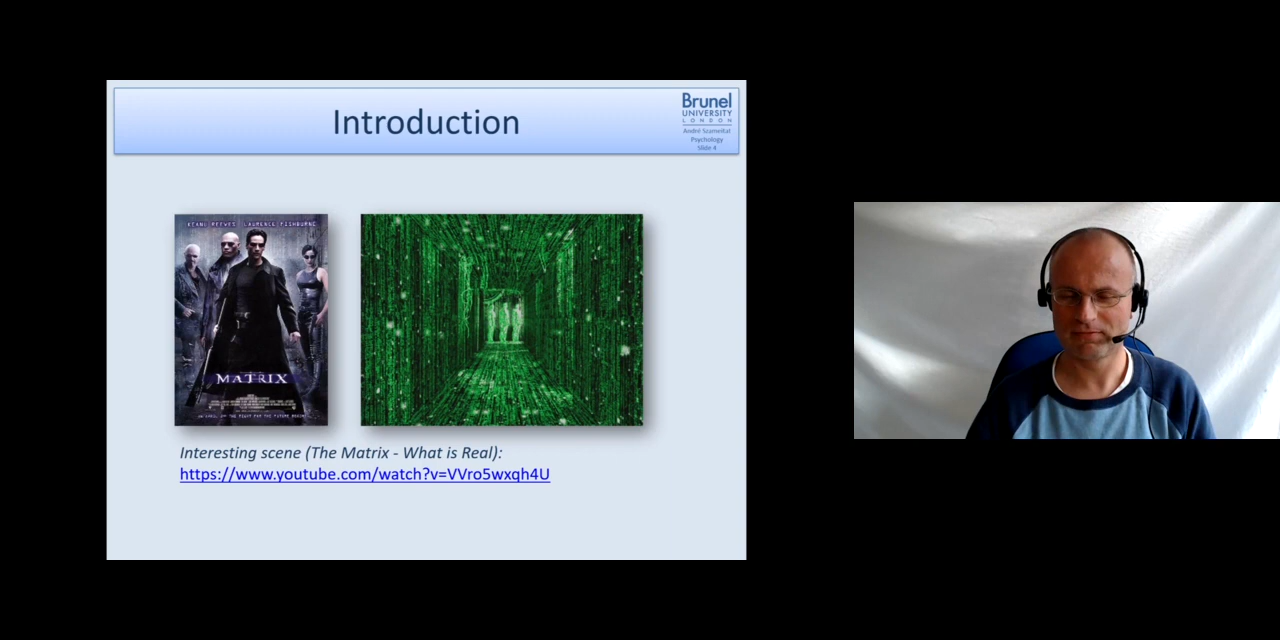 Introduction
Brunel
UNIVERSITY
LONDON
André Szameitat
Psychology
Slide 4
KEANU REEVES LAURENCE FISHBURNE
MATRIX
Interesting scene (The Matrix - What is Real):
https://www.youtube.com/watch?v=VVro5wxqh4U